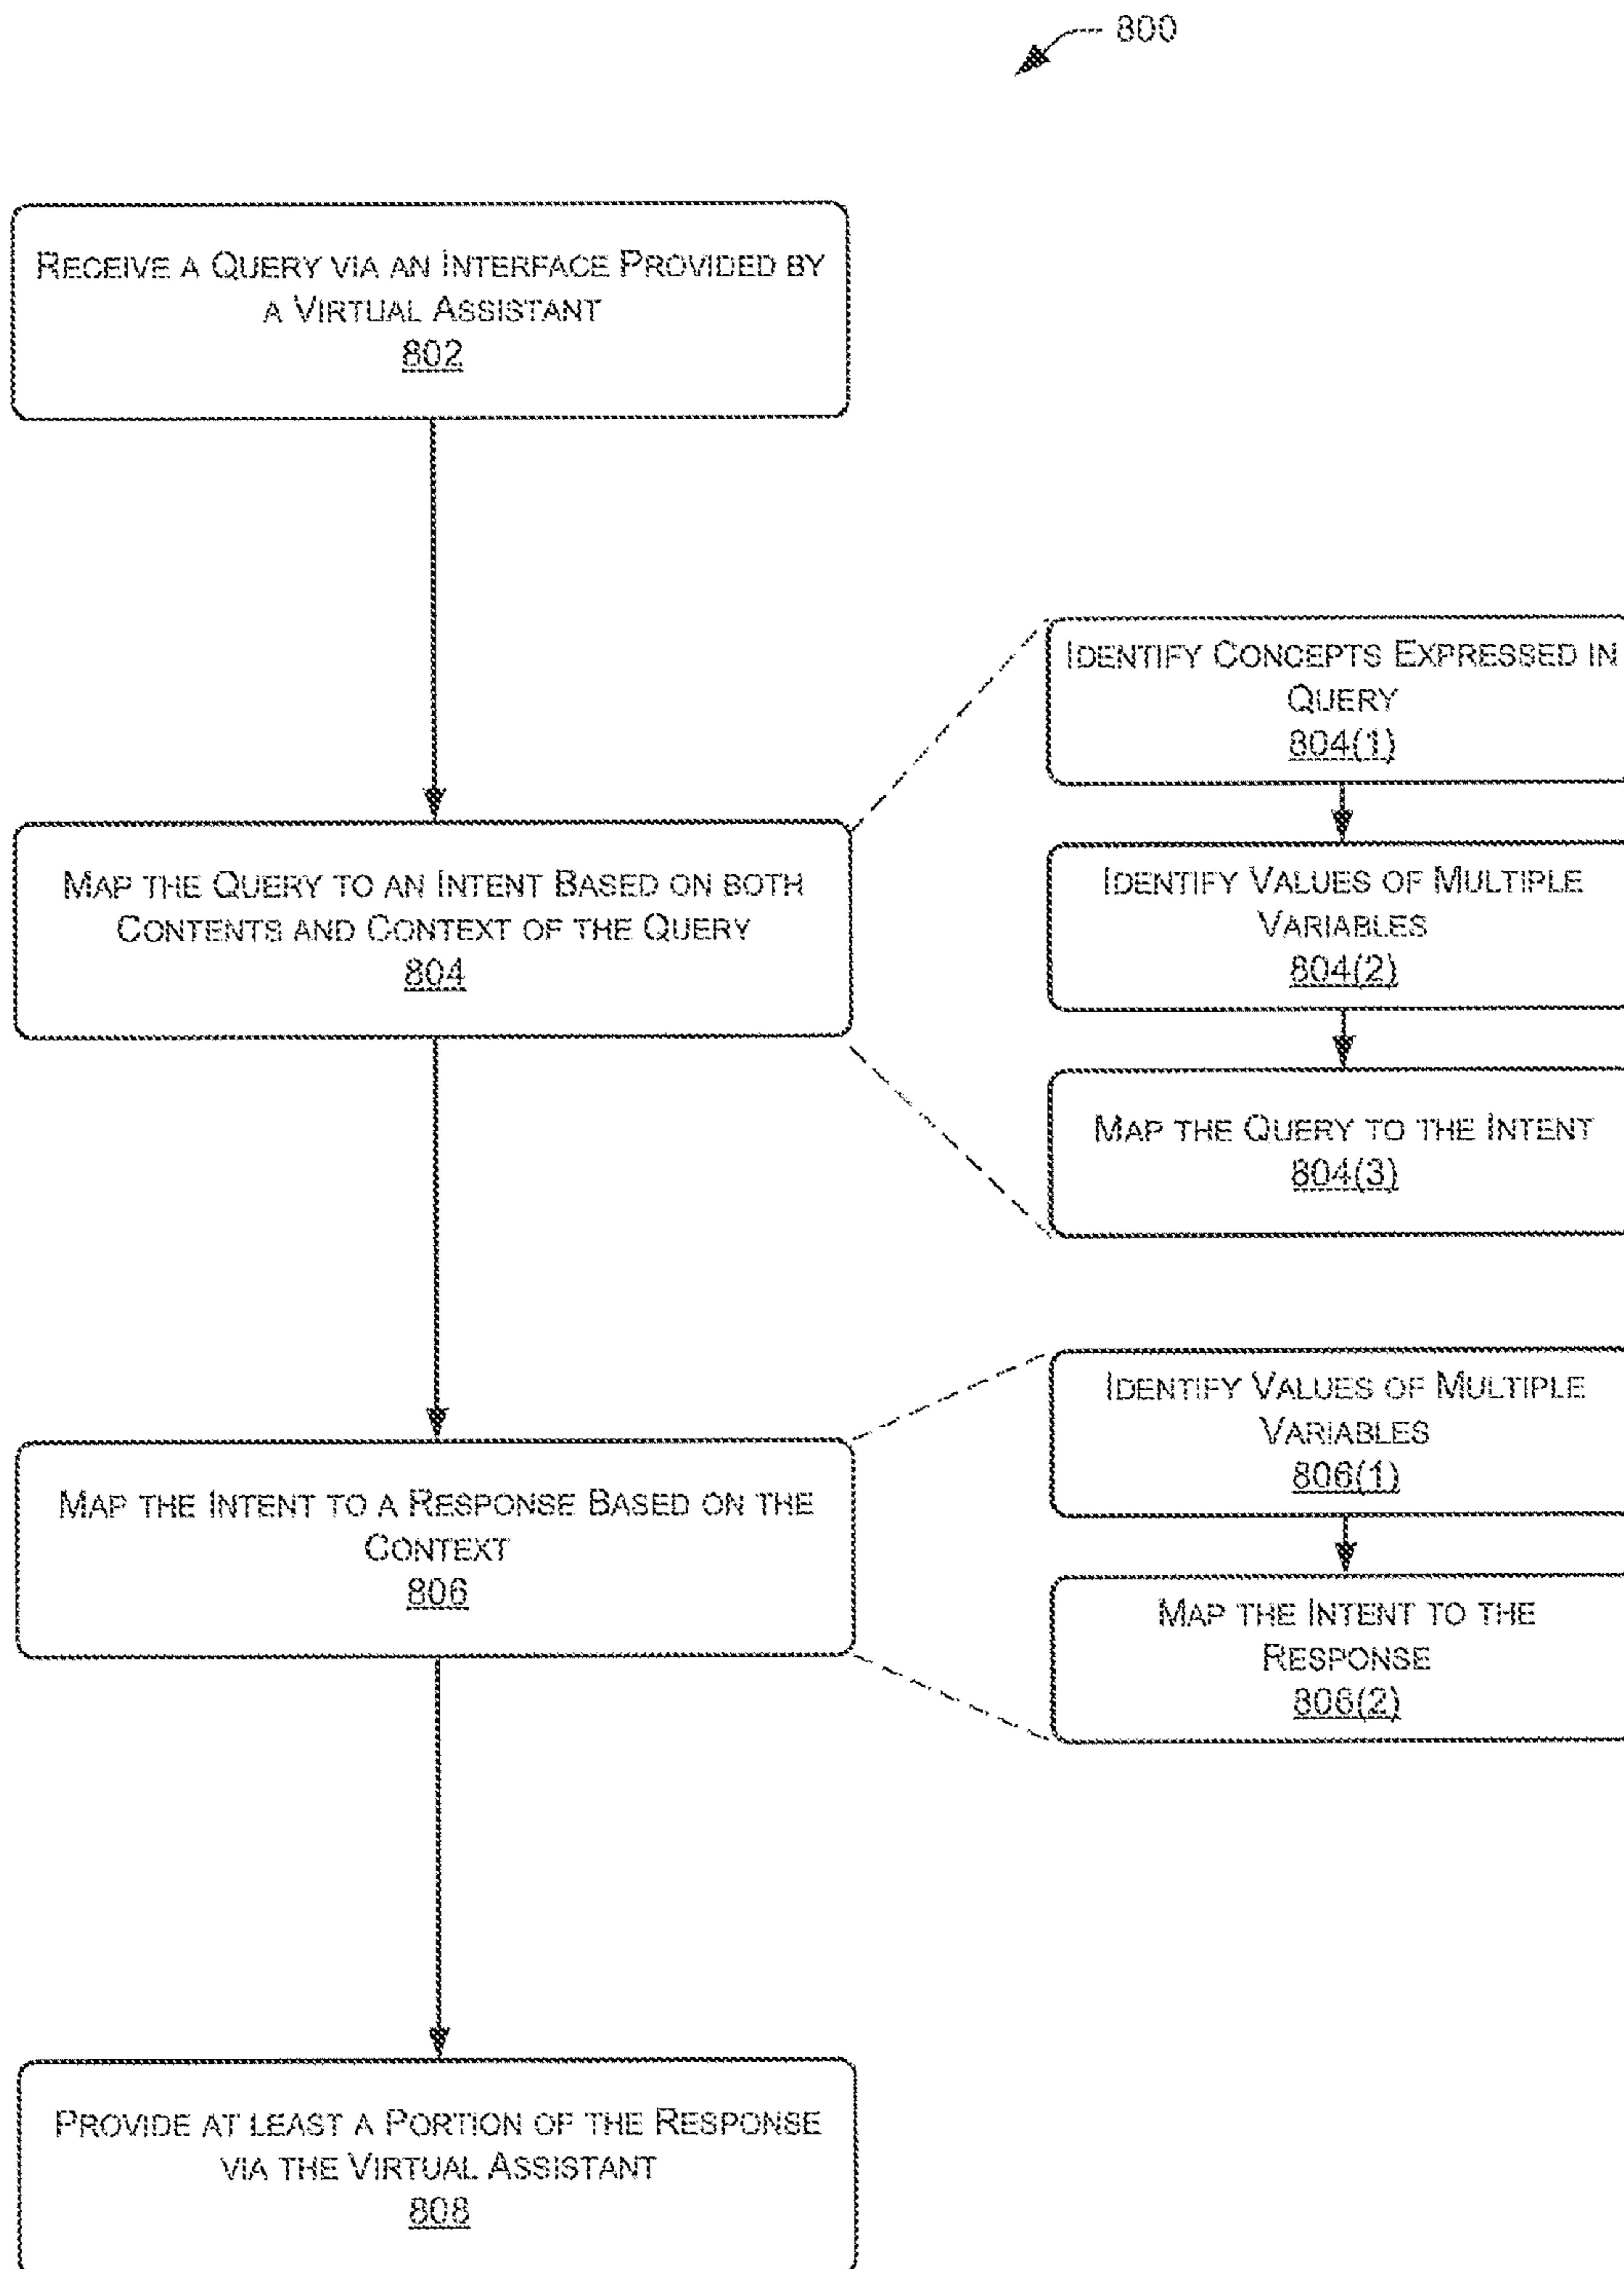 800
RECEIVE A QUERY VIA AN INTERFACE PROVIDED BY
A VIRTUAL ASSISTANT
802
MAP THE QUERY TO AN INTENT BASED ON BOTH
CONTENTS AND CONTEXT OF THE QUERY
804
IDENTIFY CONCEPTS EXPRESSED IN
QUERY
804(1)
IDENTIFY VALUES OF MULTIPLE
VARIABLES
804(2)
MAP THE QUERY TO THE INTENT
804(3)
MAP THE INTENT TO A RESPONSE BASED ON THE
CONTEXT
806
IDENTIFY VALUES OF MULTIPLE
VARIABLES
806(1)
MAP THE INTENT TO THE
RESPONSE
806(2)
PROVIDE AT LEAST A PORTION OF THE RESPONSE
VIA THE VIRTUAL ASSISTANT
808